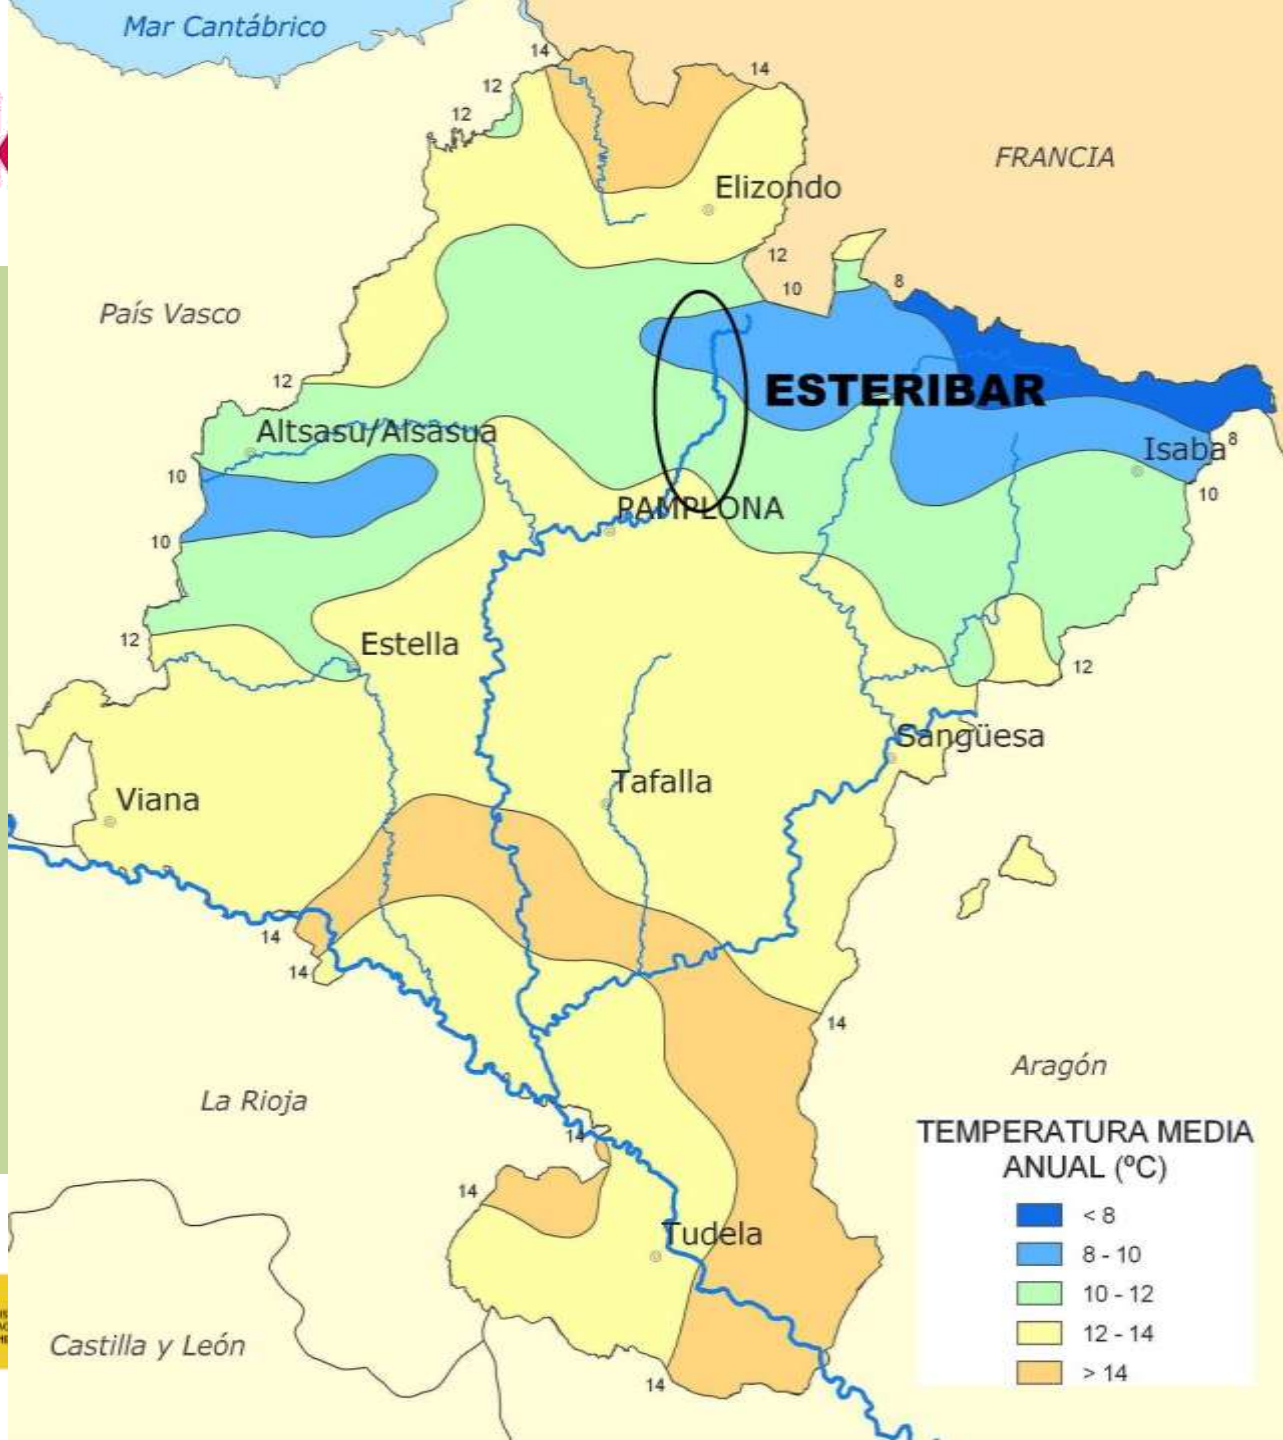 Mar Cantábrico
14
14
12
12
FRANCIA
Elizondo
12
10
8
País Vasco
12
ESTERIBAR
Altsasu/Alsasua
Isaba
8
10
10
PAMPLONA
10
12
Estella
12
Sangüesa
Tafalla
Viana
14
14
14
Aragón
La Rioja
TEMPERATURA MEDIA
ANUAL (ºC)
14
14
< 8
Tudela
8 - 10
10 - 12
12 - 14
Castilla y León
> 14
14